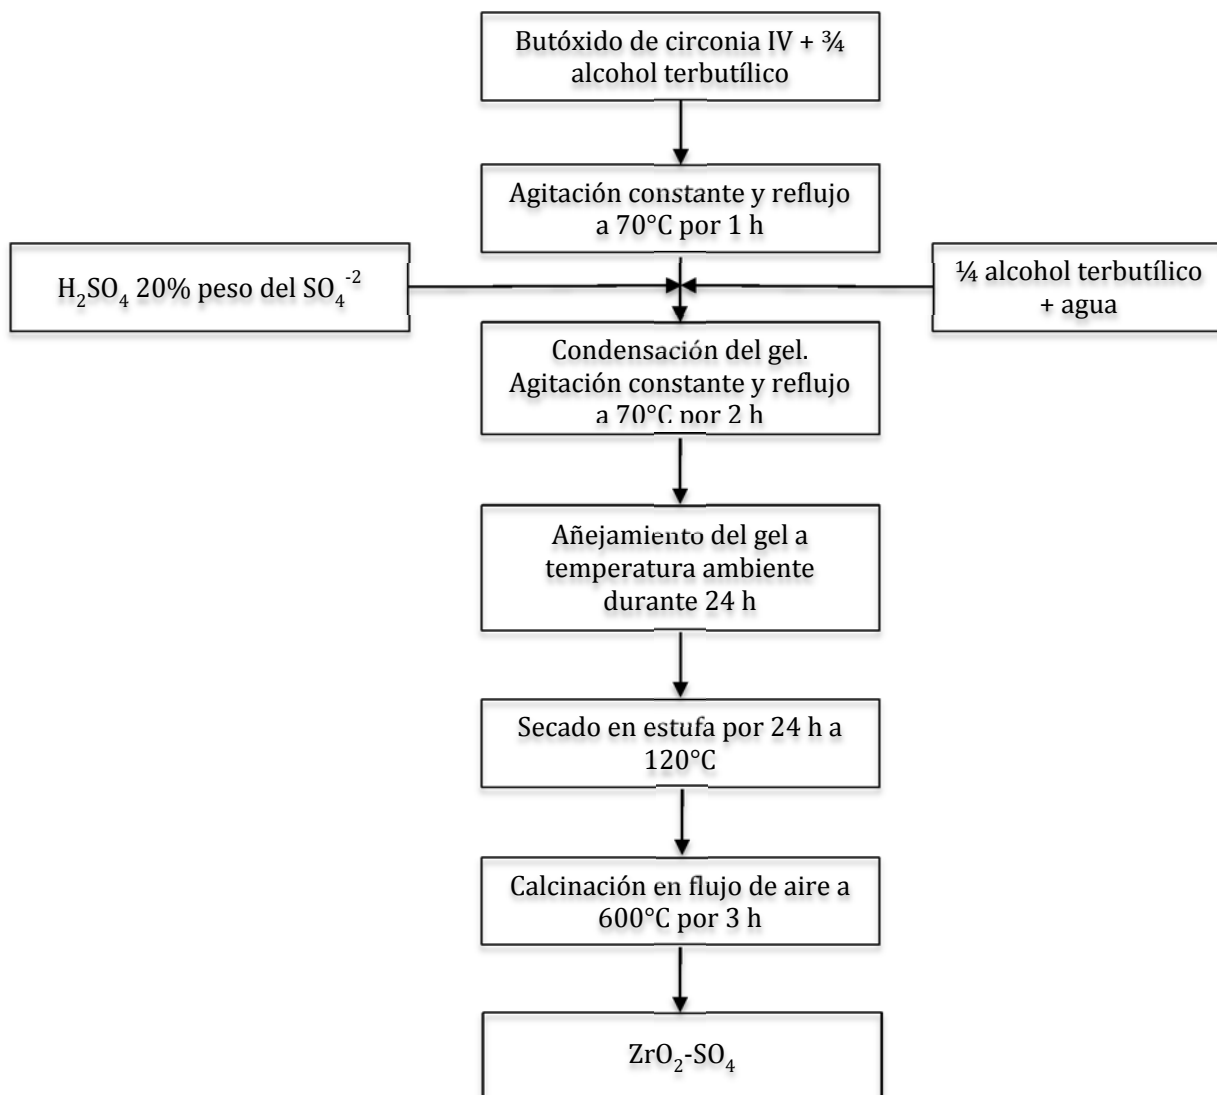 Butóxido de circonia IV + ¾
alcohol terbutílico
Agitación constante y reflujo
a 70°C por 1 h
H₂SO₄ 20% peso del SO₄⁻²
¼ alcohol terbutílico
+ agua
Condensación del gel.
Agitación constante y reflujo
a 70°C por 2 h
Añejamiento del gel a
temperatura ambiente
durante 24 h
Secado en estufa por 24 h a
120°C
Calcinación en flujo de aire a
600°C por 3 h
ZrO₂-SO₄